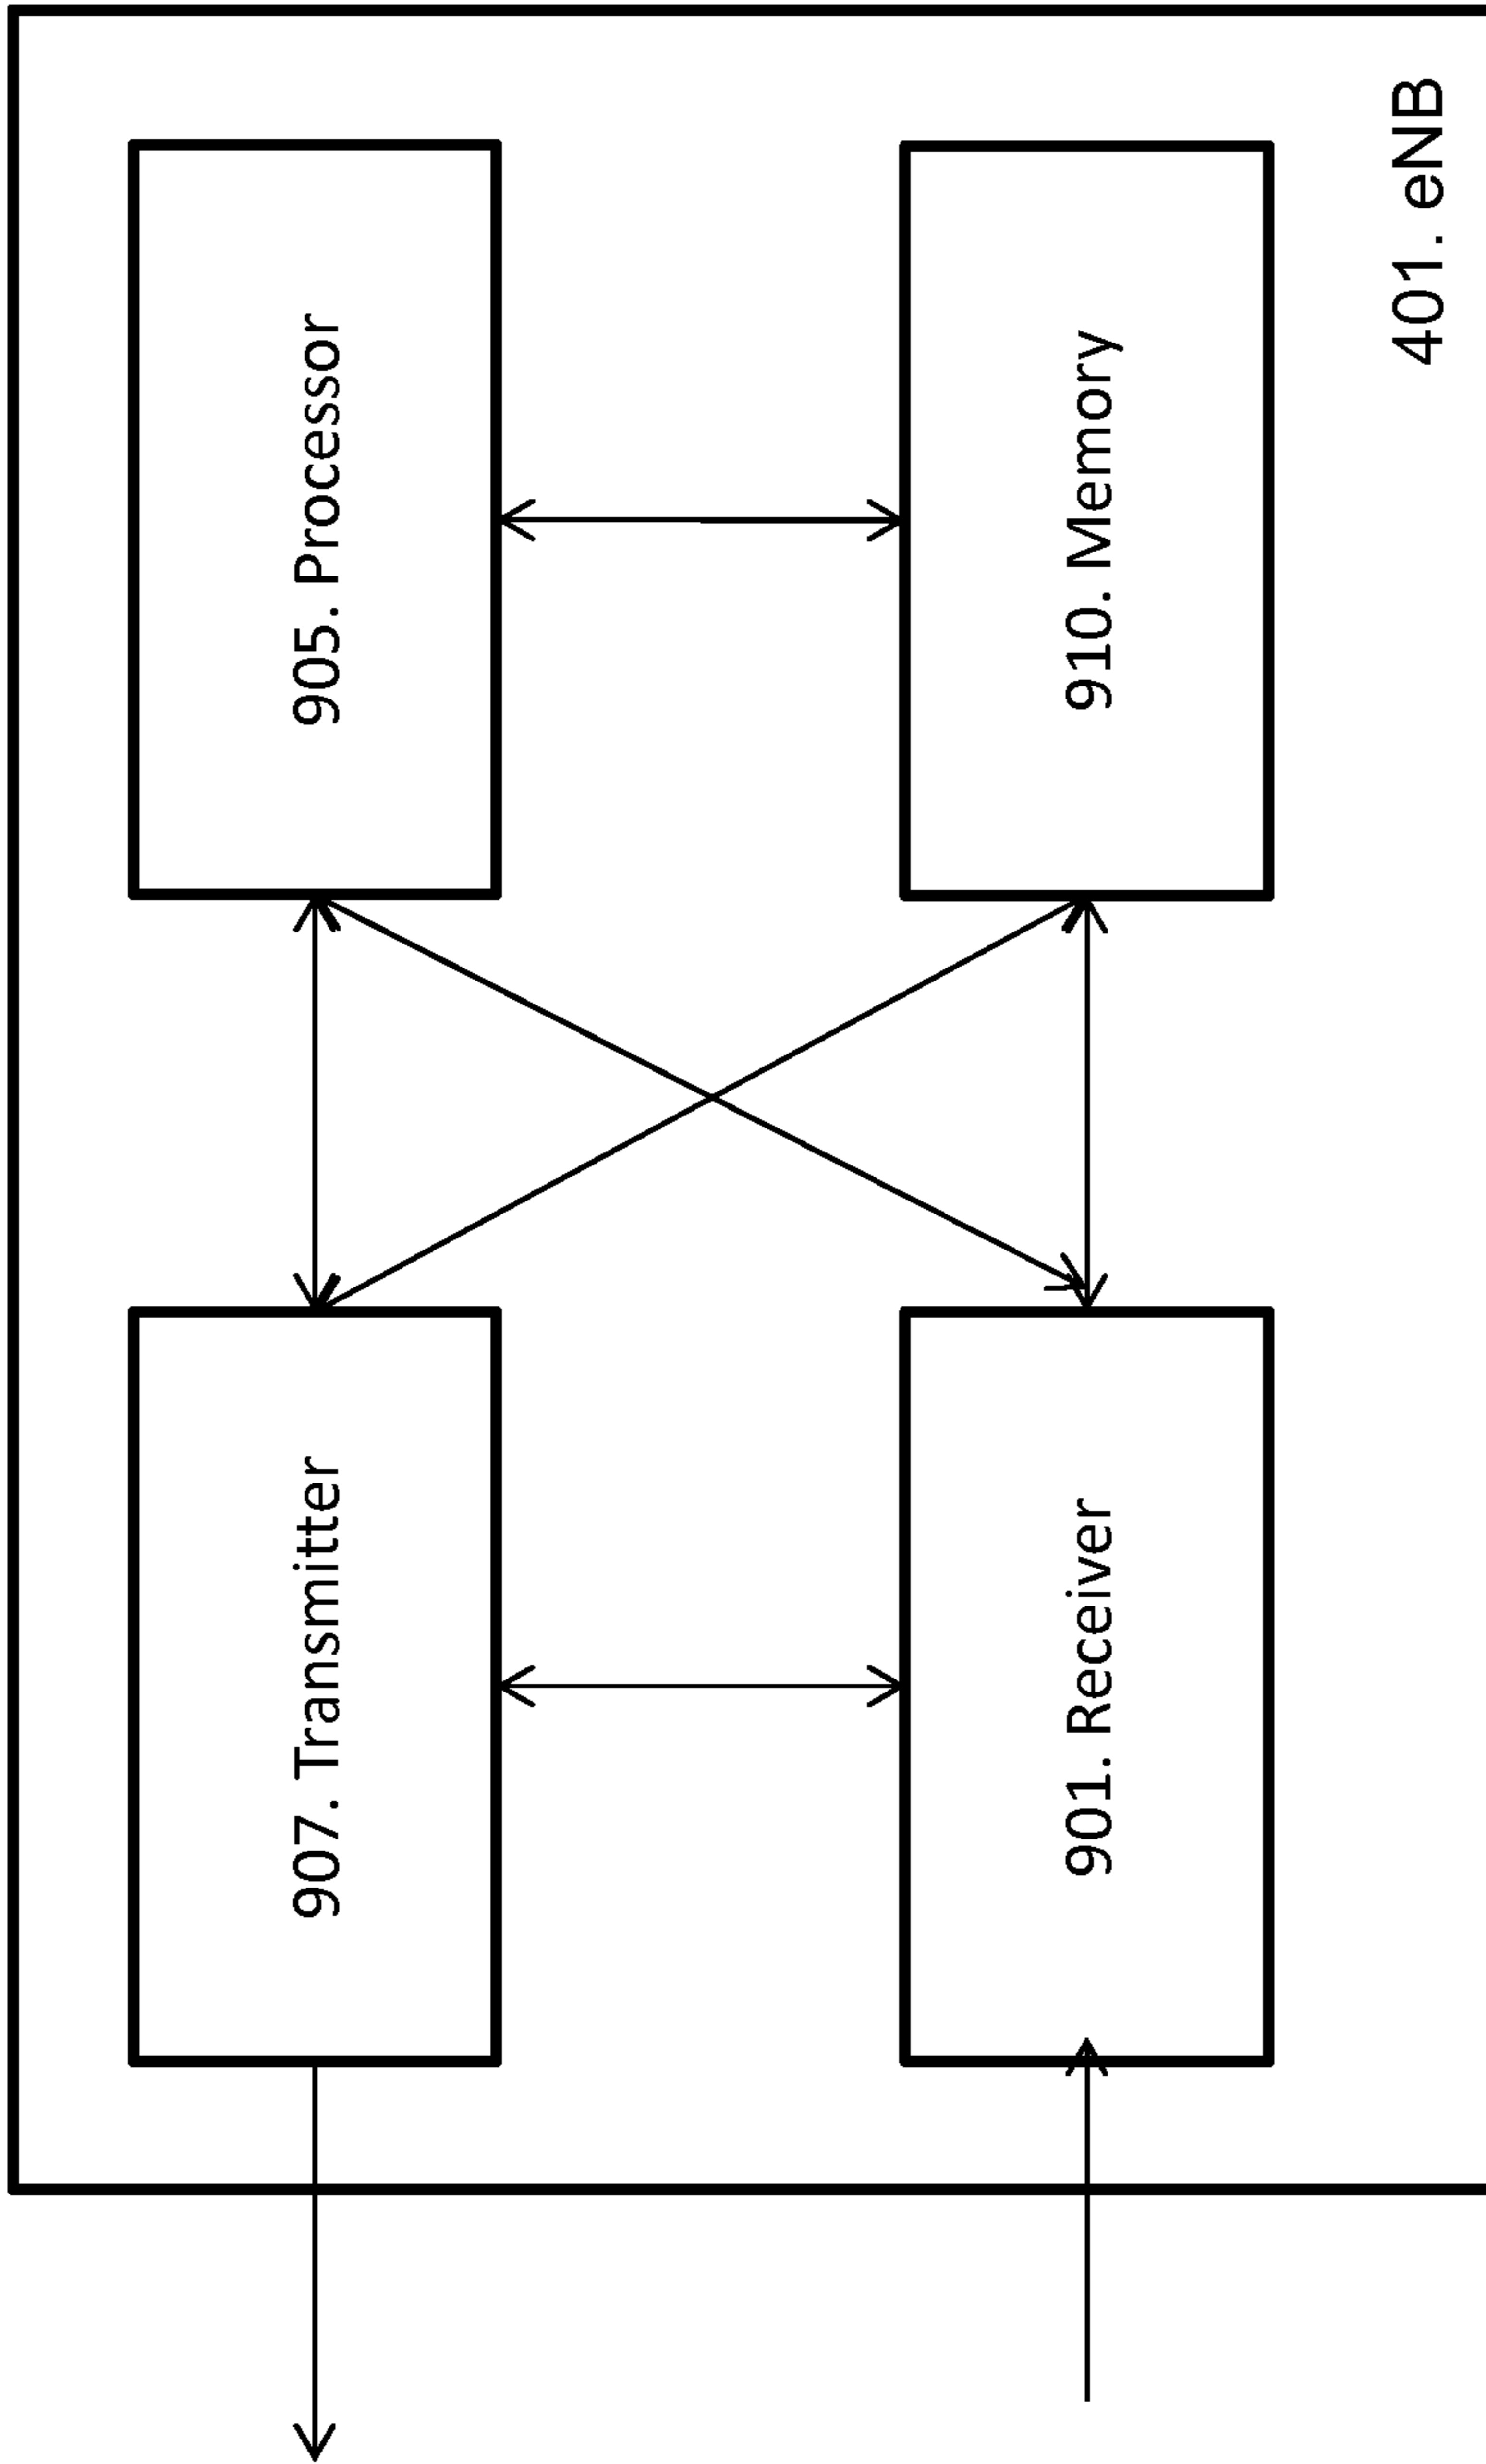 907. Transmitter
905. Processor
901. Receiver
910. Memory
401. eNB